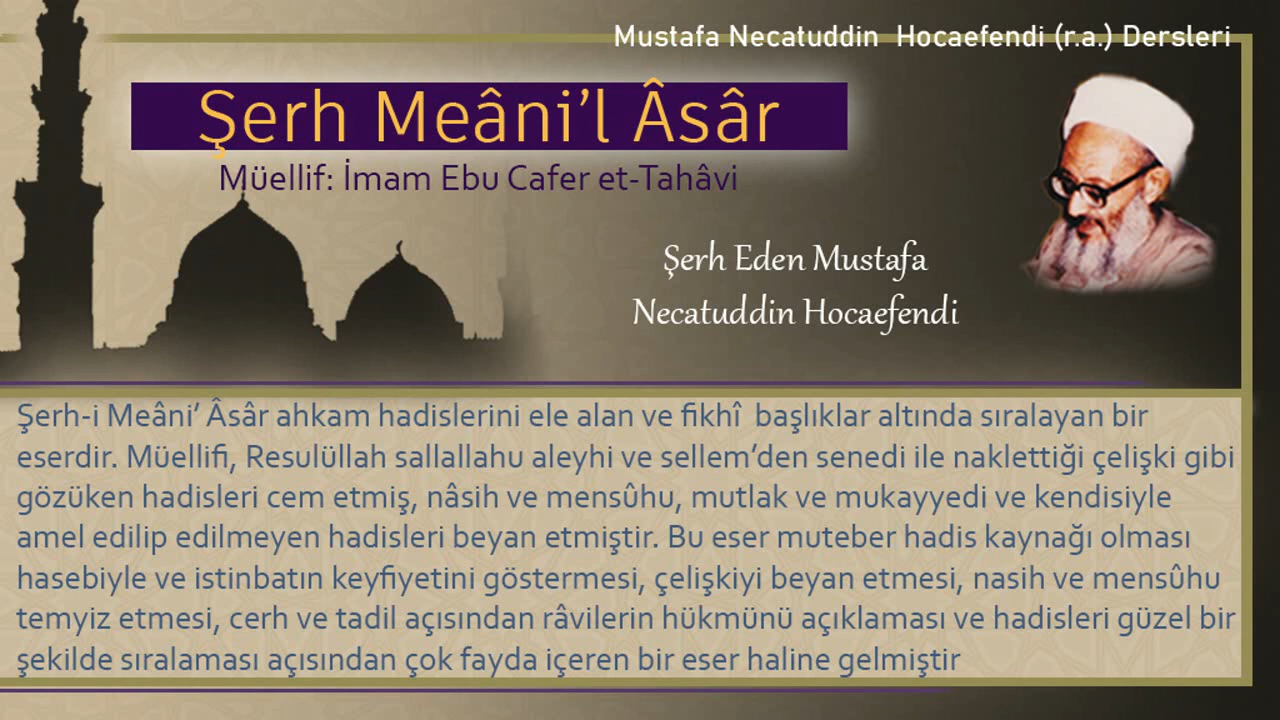 Mustafa Necatuddin Hocaefendi (r.a.) Dersleri
Şerh Meâni’l Âsâr
Müellif: İmam Ebu Cafer et-Tahâvi
Şerh Eden Mustafa
Necatuddin Hocaefendi
Şerh-i Meâni’ Âsâr ahkam hadislerini ele alan ve fikhî başlıklar altında sıralayan bir
eserdir. Müellifi, Resulüllah sallallahu aleyhi ve sellem’den senedi ile naklettiği çelişki gibi
gözüken hadisleri cem etmiş, nâsih ve mensûhu, mutlak ve mukayyedi ve kendisiyle
amel edilip edilmeyen hadisleri beyan etmiştir. Bu eser muteber hadis kaynağı olması
hasebiyle ve istinbatın keyfiyetini göstermesi, çelişkiyi beyan etmesi, nasih ve mensûhu
temyiz etmesi, cerh ve tadil açısından râvilerin hükmünü açıklaması ve hadisleri güzel bir
şekilde sıralaması açısından çok fayda içeren bir eser haline gelmiştir